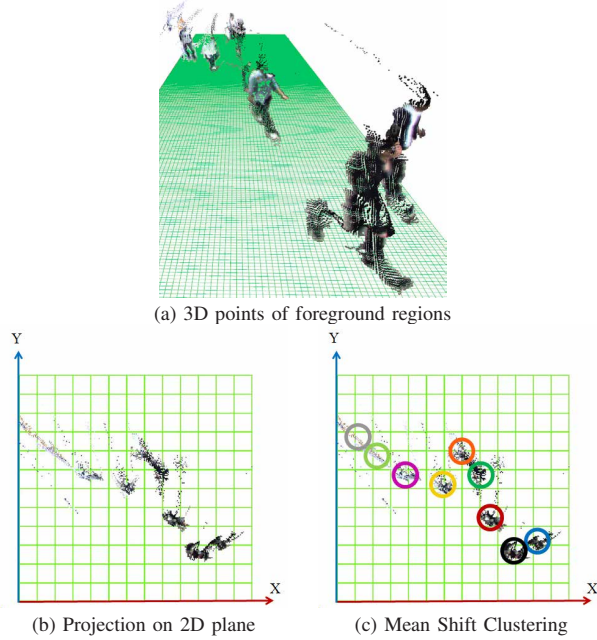 (a) 3D points of foreground regions
Y
X
(b) Projection on 2D plane
Y
X
(c) Mean Shift Clustering